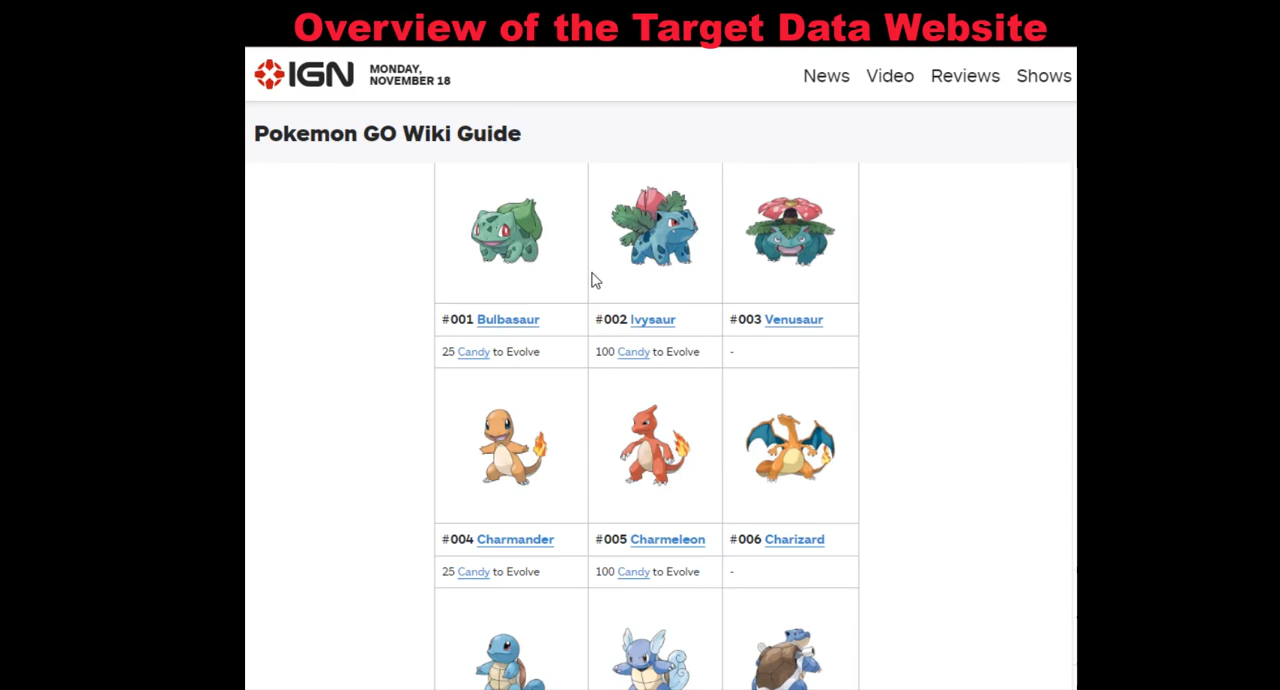 Overview of the Target Data Website
IGN
MONDAY,
NOVEMBER 18
News Video Reviews Shows
Pokemon GO Wiki Guide
#001 Bulbasaur #002 Ivysaur #003 Venusaur
25 Candy to Evolve 100 Candy to Evolve -
#004 Charmander #005 Charmeleon #006 Charizard
25 Candy to Evolve 100 Candy to Evolve -